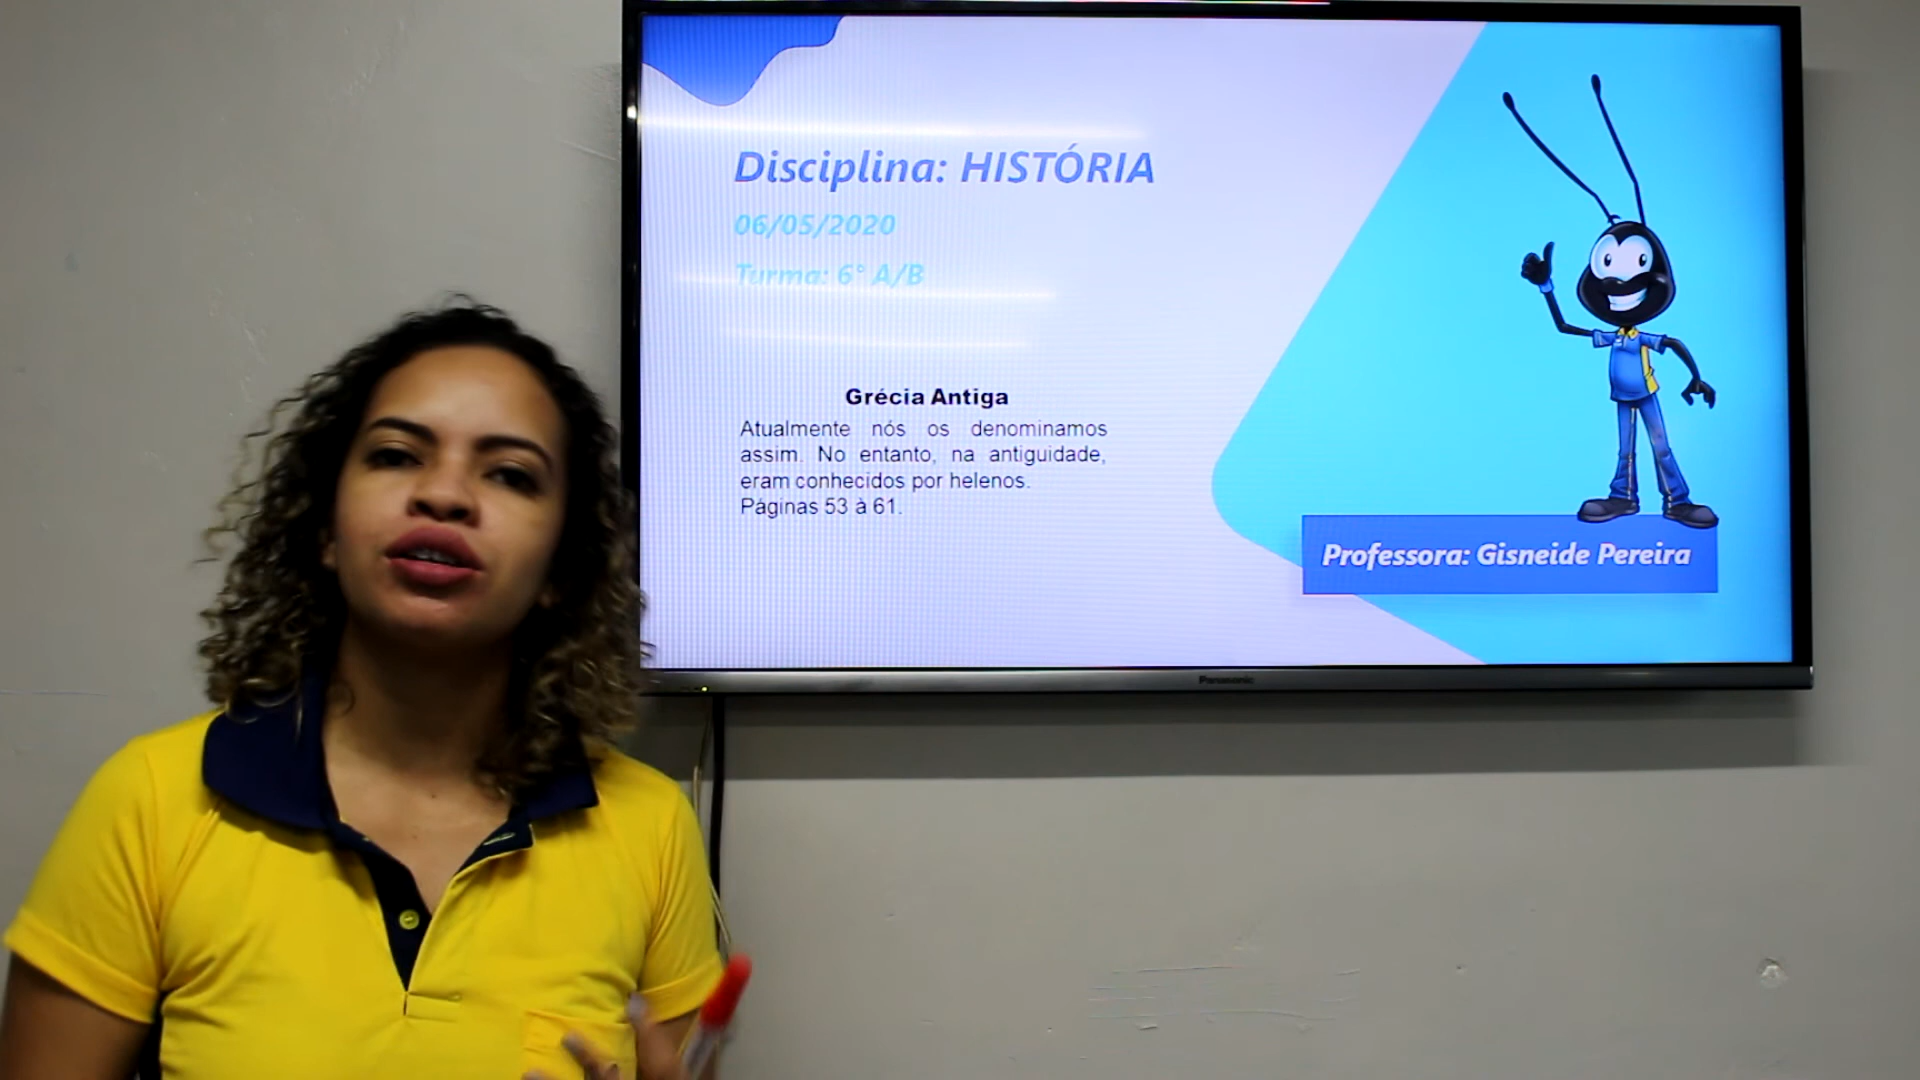 Disciplina: HISTÓRIA
06/05/2020
Turma: 6° A/B
Grécia Antiga
Atualmente nós os denominamos
assim. No entanto, na antiguidade,
eram conhecidos por helenos.
Páginas 53 à 61.
Professora: Gisneide Pereira
Panasonic